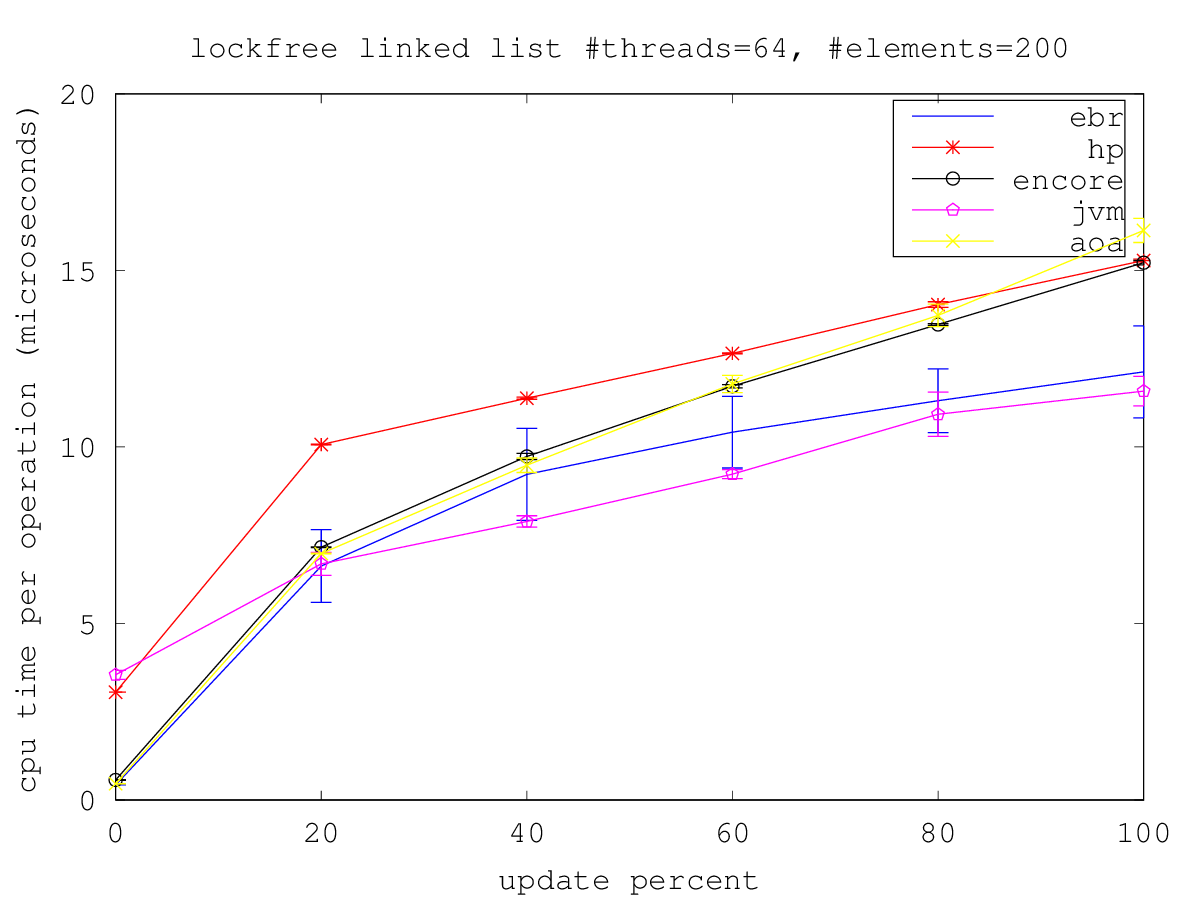 lockfree linked list #threads=64, #elements=200
cpu time per operation (microseconds)
20
15
10
5
0
ebr
hp
encore
jvm
aoa
0 20 40 60 80 100
update percent